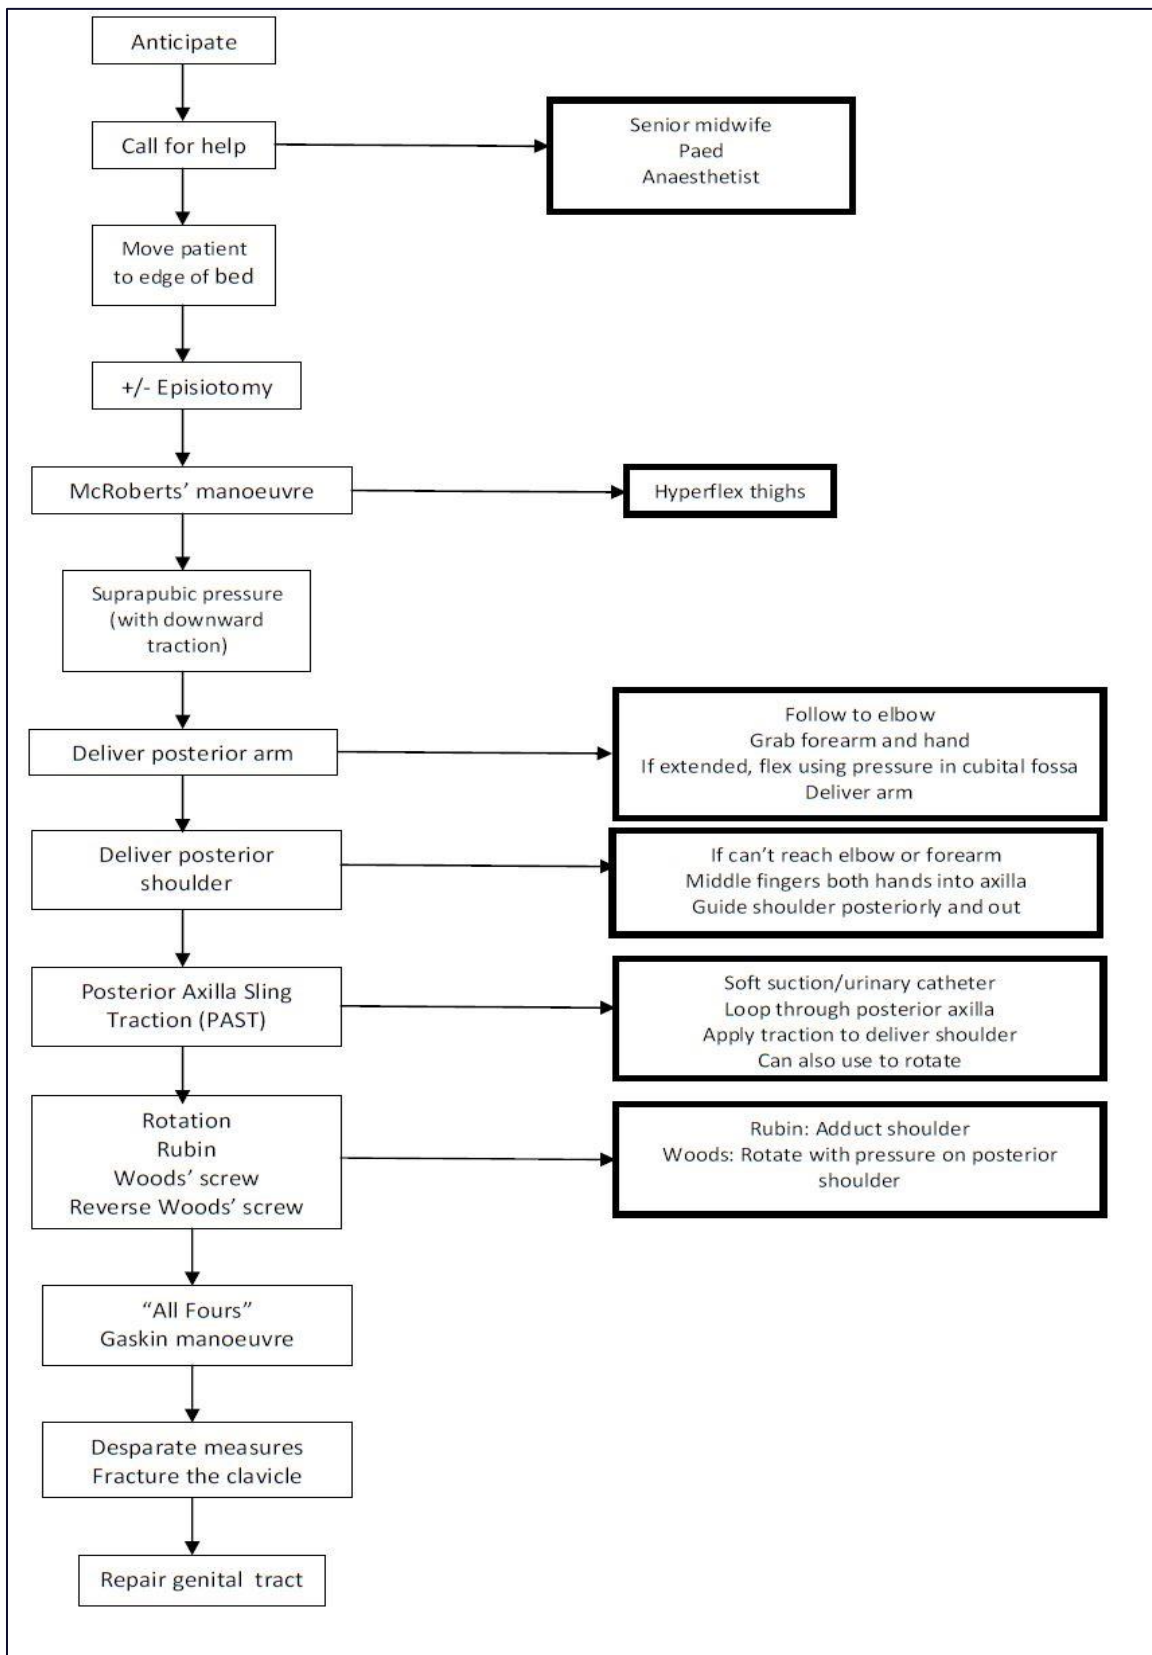 Anticipate
Call for help
Senior midwife
Paed
Anaesthetist
Move patient
to edge of bed
+/- Episiotomy
McRoberts’ manoeuvre
Hyperflex thighs
Suprapubic pressure
(with downward
traction)
Deliver posterior arm
Follow to elbow
Grab forearm and hand
If extended, flex using pressure in cubital fossa
Deliver arm
Deliver posterior
shoulder
If can’t reach elbow or forearm
Middle fingers both hands into axilla
Guide shoulder posteriorly and out
Posterior Axilla Sling
Traction (PAST)
Soft suction/urinary catheter
Loop through posterior axilla
Apply traction to deliver shoulder
Can also use to rotate
Rotation
Rubin
Woods’ screw
Reverse Woods’ screw
Rubin: Adduct shoulder
Woods: Rotate with pressure on posterior
shoulder
“All Fours”
Gaskin manoeuvre
Desparate measures
Fracture the clavicle
Repair genital tract